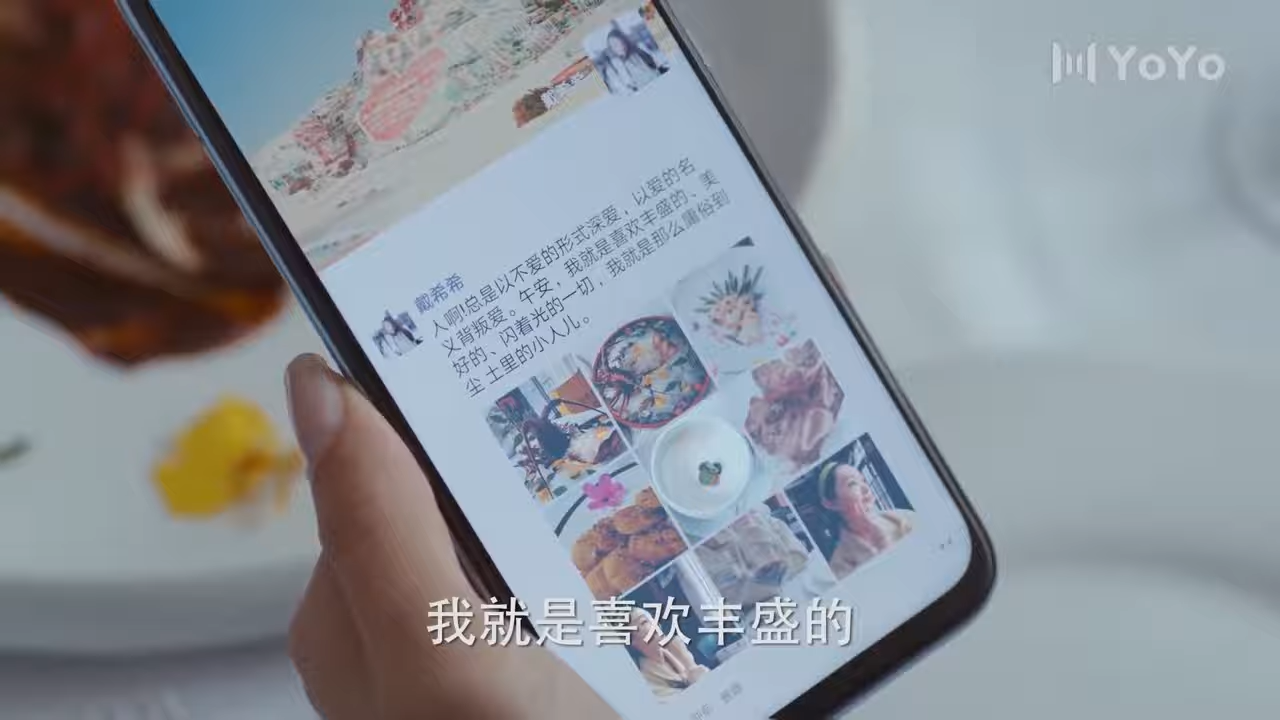 YoYo
戴希希
人啊!总是以不爱的形式深爱，以爱的名
义背叛爱。午安，我就是喜欢丰盛的、美
好的、闪着光的一切，我就是那么庸俗到
尘 土里的小人儿。
我就是喜欢丰盛的